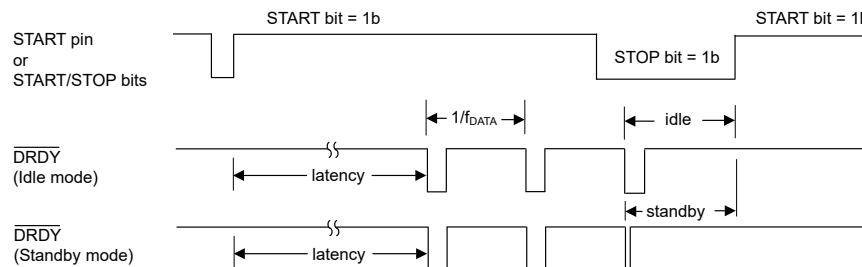 START bit = 1b
START bit = 1b
START pin
or
START/STOP bits
STOP bit = 1b
1/fDATA
idle
DRDY
(Idle mode)
latency
standby
DRDY
(Standby mode)
latency